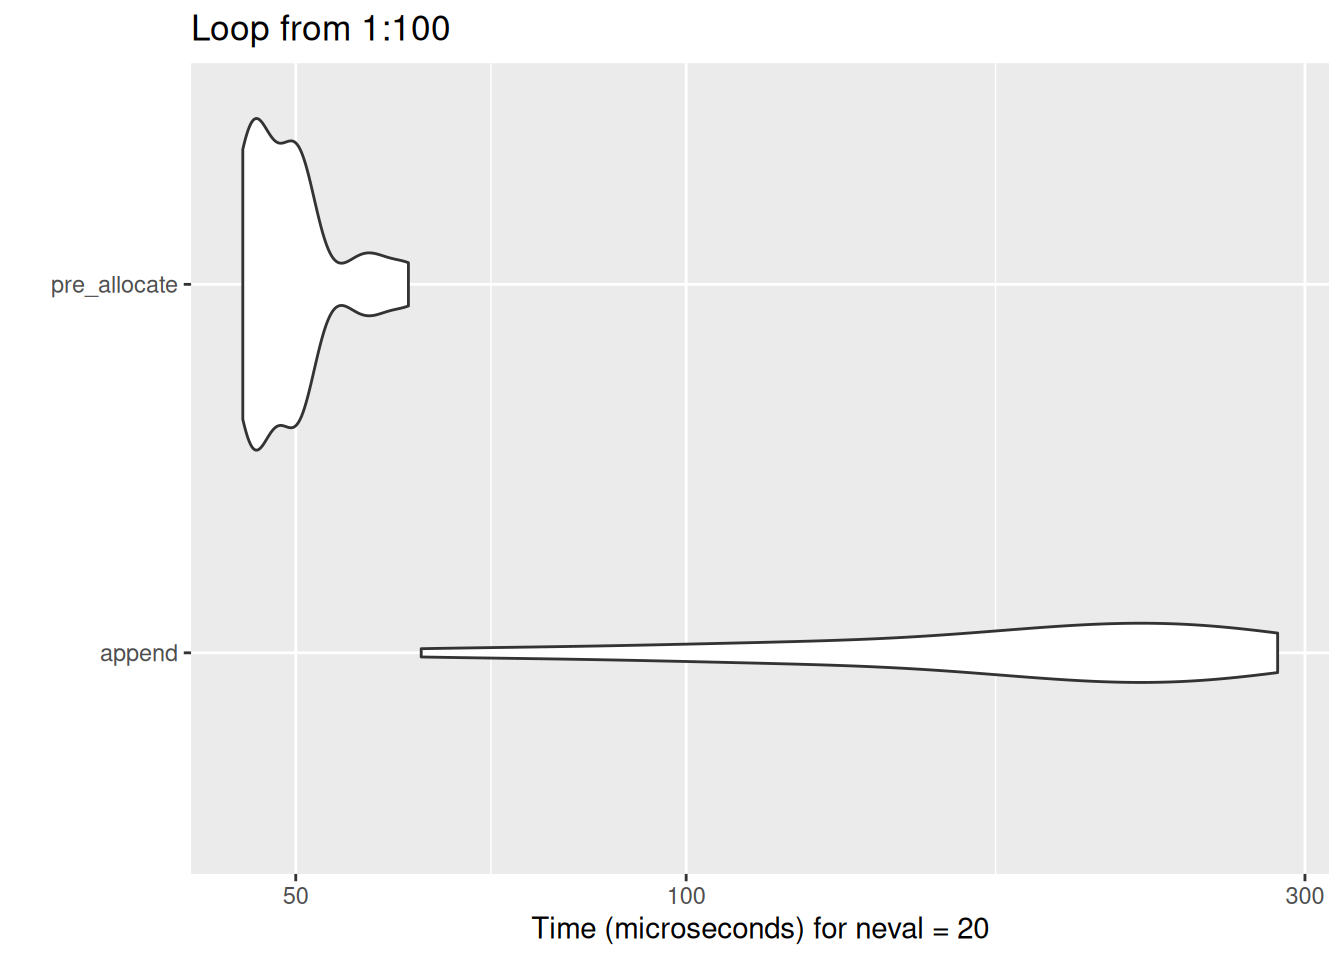 Loop from 1:100
pre_allocate
append
50
100
300
Time (microseconds) for neval = 20